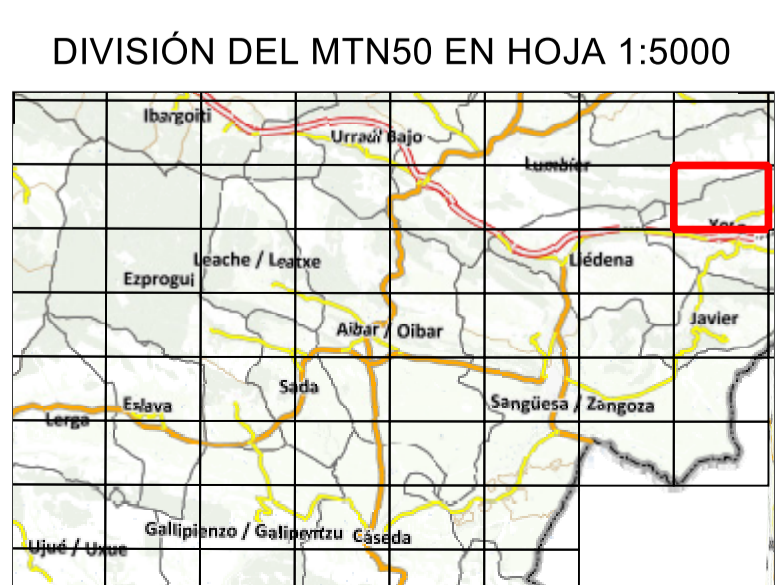 DIVISIÓN DEL MTN50 EN HOJA 1:5000
Ibargoiti
Urraúl Bajo
Lumbier
Yesa
Leache / Leatxe
Liédena
Ezprogui
Javier
Aibar / Oibar
Sada
Eslava
Sangüesa / Zangoza
Lerga
Gallipienzo / Galipentzu
Cáseda
Ujué / Uxue